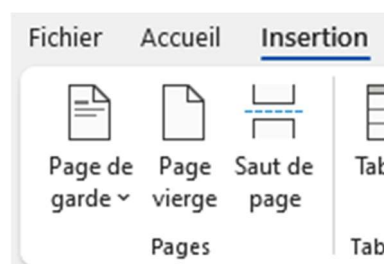 Fichier Accueil Insertion
Page de Page Saut de
garde vierge page
Pages